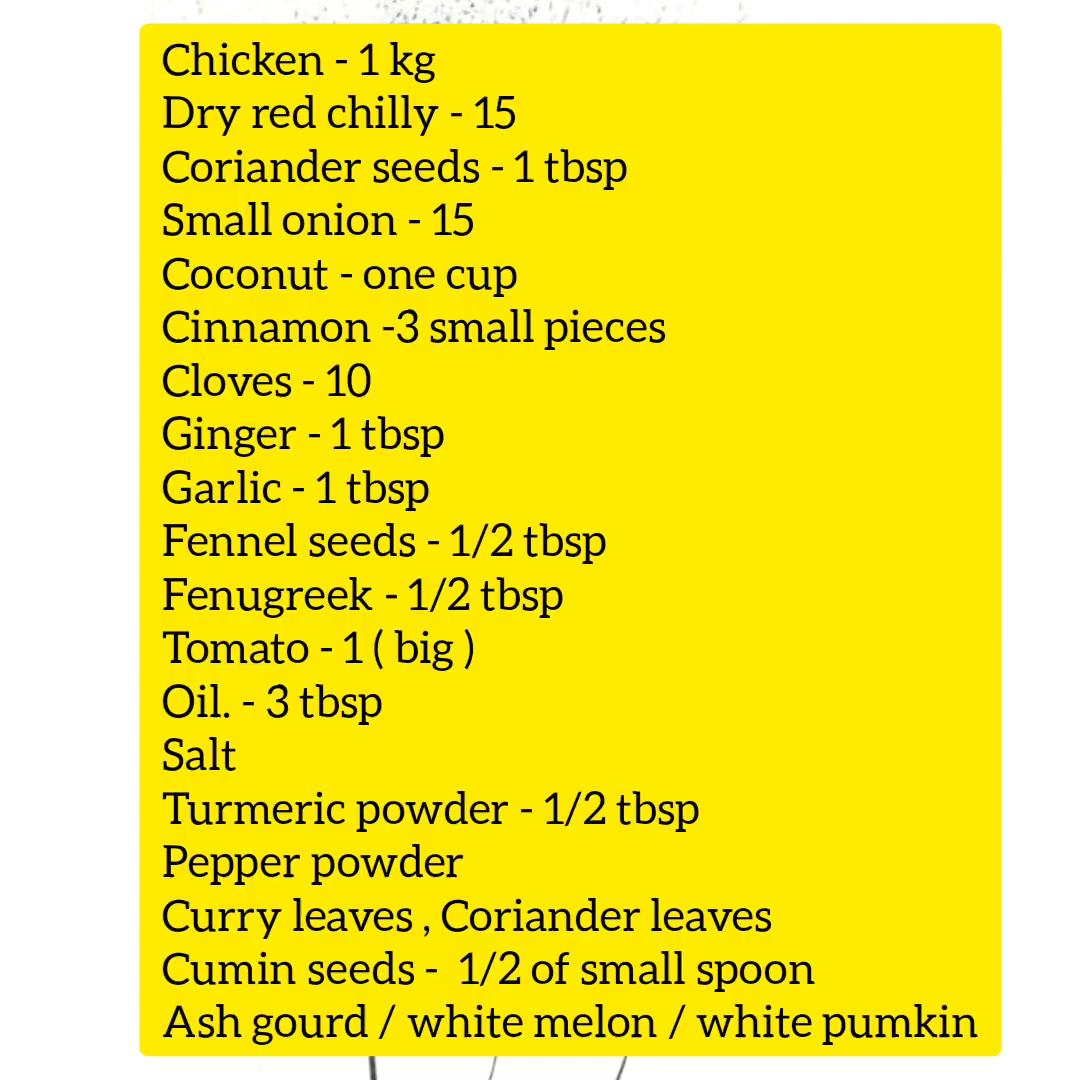 Chicken - 1 kg
Dry red chilly - 15
Coriander seeds - 1 tbsp
Small onion - 15
Coconut - one cup
Cinnamon -3 small pieces
Cloves - 10
Ginger - 1 tbsp
Garlic - 1 tbsp
Fennel seeds - 1/2 tbsp
Fenugreek - 1/2 tbsp
Tomato - 1 ( big )
Oil. - 3 tbsp
Salt
Turmeric powder - 1/2 tbsp
Pepper powder
Curry leaves , Coriander leaves
Cumin seeds -  1/2 of small spoon
Ash gourd / white melon / white pumkin